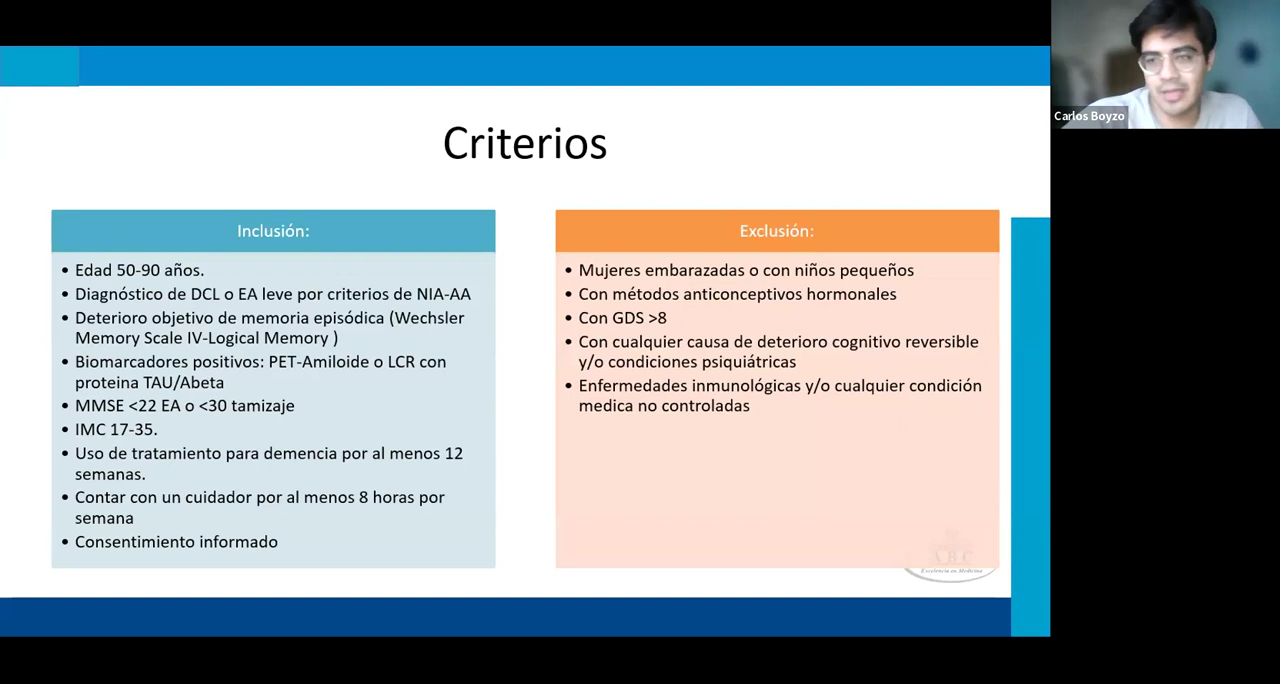 Carlos Boyzo
Criterios
Inclusión:
• Edad 50-90 años.
• Diagnóstico de DCL o EA leve por criterios de NIA-AA
• Deterioro objetivo de memoria episódica (Wechsler
Memory Scale IV-Logical Memory )
• Biomarcadores positivos: PET-Amiloide o LCR con
proteina TAU/Abeta
• MMSE <22 EA o <30 tamizaje
• IMC 17-35.
• Uso de tratamiento para demencia por al menos 12
semanas.
• Contar con un cuidador por al menos 8 horas por
semana
• Consentimiento informado
Exclusión:
• Mujeres embarazadas o con niños pequeños
• Con métodos anticonceptivos hormonales
• Con GDS >8
• Con cualquier causa de deterioro cognitivo reversible
y/o condiciones psiquiátricas
• Enfermedades inmunológicas y/o cualquier condición
medica no controladas
Excelencia en Medicina